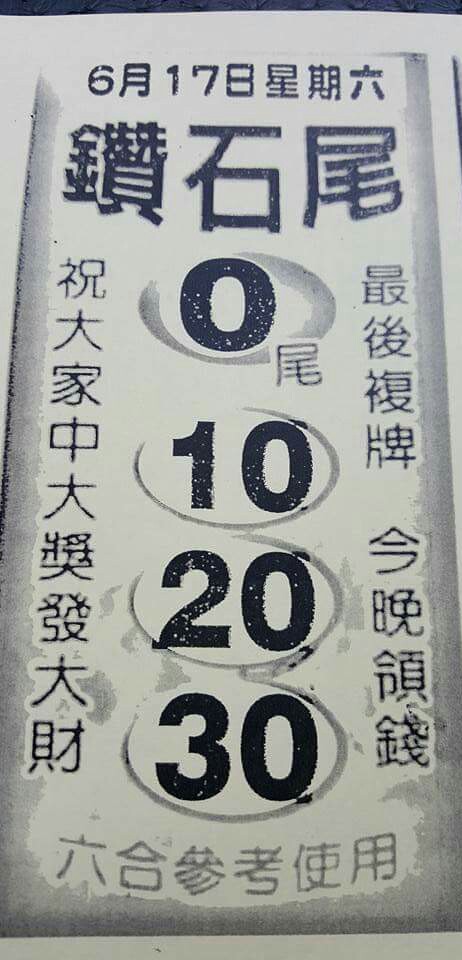 6月17日星期六
鑽石尾
最後複牌 今晚領錢
0尾
10
20
30
祝大家中大獎發大財
六合參考使用